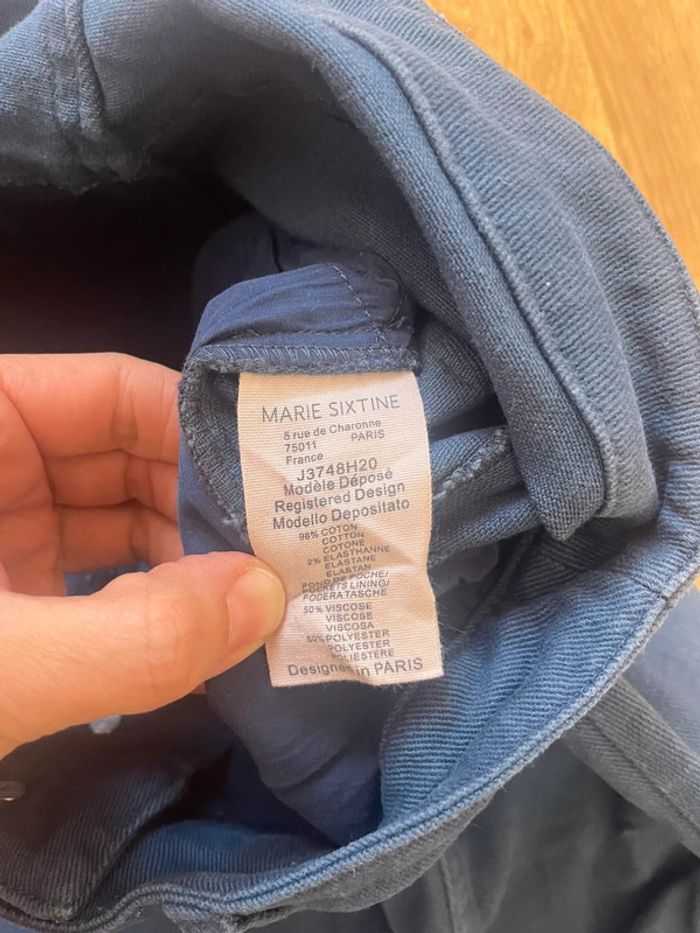 MARIE SIXTINE
5 rue de Charonne
75011 PARIS
France
J3748H20
Modèle Déposé
Registered Design
Modello Depositato
98% COTON
COTTON
COTONE
2% ÉLASTHANNE
ELASTANE
ELASTAN
FOND DE POCHE/
POCKETS LINING/
FODERA TASCHE
50% VISCOSE
VISCOSE
VISCOSA
50% POLYESTER
POLYESTER
POLIESTERE
Designed in PARIS